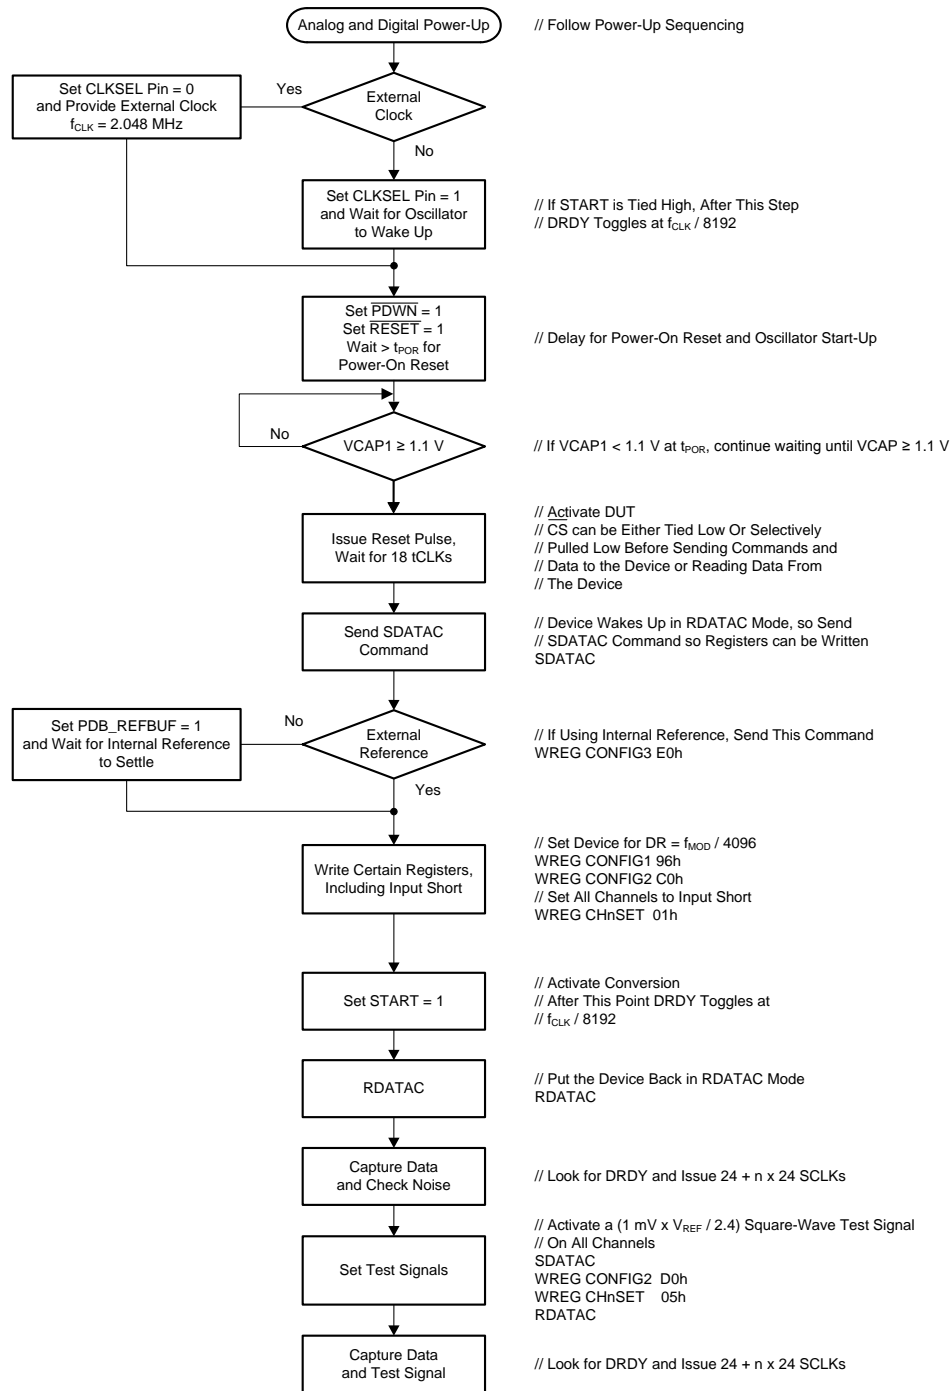 Analog and Digital Power-Up
// Follow Power-Up Sequencing
Set CLKSEL Pin = 0
and Provide External Clock
fCLK = 2.048 MHz
Yes
External
Clock
No
Set CLKSEL Pin = 1
and Wait for Oscillator
to Wake Up
// If START is Tied High, After This Step
// DRDY Toggles at fCLK / 8192
Set PDWN = 1
Set RESET = 1
Wait > tPOR for
Power-On Reset
// Delay for Power-On Reset and Oscillator Start-Up
No
VCAP1 ≥ 1.1 V
// If VCAP1 < 1.1 V at tPOR, continue waiting until VCAP ≥ 1.1 V
Issue Reset Pulse,
Wait for 18 tCLKs
// Activate DUT
// CS can be Either Tied Low Or Selectively
// Pulled Low Before Sending Commands and
// Data to the Device or Reading Data From
// The Device
Send SDATAC
Command
// Device Wakes Up in RDATAC Mode, so Send
// SDATAC Command so Registers can be Written
SDATAC
Set PDB_REFBUF = 1
and Wait for Internal Reference
to Settle
No
External
Reference
Yes
// If Using Internal Reference, Send This Command
WREG CONFIG3 E0h
Write Certain Registers,
Including Input Short
// Set Device for DR = fMOD / 4096
WREG CONFIG1 96h
WREG CONFIG2 C0h
// Set All Channels to Input Short
WREG CHnSET 01h
Set START = 1
// Activate Conversion
// After This Point DRDY Toggles at
// fCLK / 8192
RDATAC
// Put the Device Back in RDATAC Mode
RDATAC
Capture Data
and Check Noise
// Look for DRDY and Issue 24 + n x 24 SCLKs
Set Test Signals
// Activate a (1 mV x VREF / 2.4) Square-Wave Test Signal
// On All Channels
SDATAC
WREG CONFIG2 D0h
WREG CHnSET 05h
RDATAC
Capture Data
and Test Signal
// Look for DRDY and Issue 24 + n x 24 SCLKs